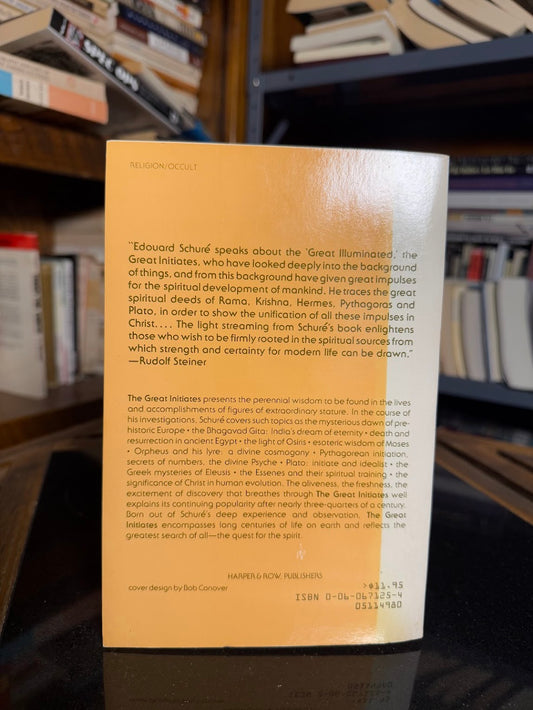 SPEC OPS
RELIGION/OCCULT
"Edouard Schuré speaks about the 'Great Illuminated,' the
Great Initiates, who have looked deeply into the background
of things, and from this background have given great impulses
for the spiritual development of mankind. He traces the great
spiritual deeds of Rama, Krishna, Hermes, Pythagoras and
Plato, in order to show the unification of all these impulses in
Christ.... The light streaming from Schuré's book enlightens
those who wish to be firmly rooted in the spiritual sources from
which strength and certainty for modern life can be drawn."
—Rudolf Steiner
The Great Initiates presents the perennial wisdom to be found in the lives
and accomplishments of figures of extraordinary stature. In the course of
his investigations, Schuré covers such topics as the mysterious dawn of pre-
historic Europe • the Bhagavad Gita: India's dream of eternity • death and
resurrection in ancient Egypt • the light of Osiris • esoteric wisdom of Moses
• Orpheus and his lyre: a divine cosmogony • Pythagorean initiation,
secrets of numbers, the divine Psyche • Plato: initiate and idealist • the
Greek mysteries of Eleusis • the Essenes and their spiritual training • the
significance of Christ in human evolution. The aliveness, the freshness, the
excitement of discovery that breathes through The Great Initiates well
explains its continuing popularity after nearly three-quarters of a century.
Born out of Schuré's deep experience and observation, The Great
Initiates encompass long centuries of life on earth and reflects the
greatest search of all—the quest for the spirit.
HARPER & ROW, PUBLISHERS
cover design by Bob Conover
>$11.95
ISBN 0-06-067125-4
05114980